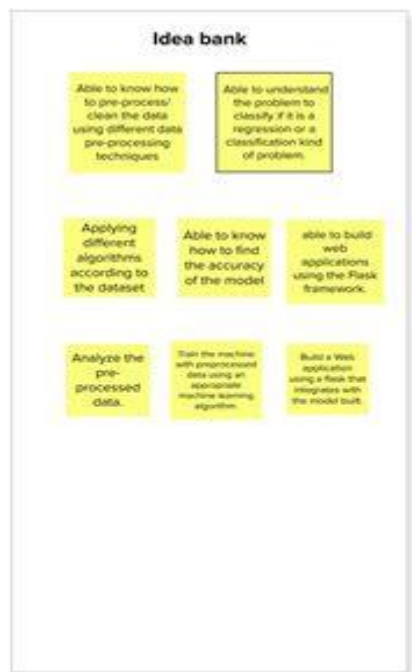 Idea bank
Able to know how
to pre-process/
clean the data
using different data
pre-processing
techniques
Able to understand
the problem to
classify if it is a
regression or a
classification kind
of problem.
Applying
different
algorithms
according to
the dataset
Able to know
how to find
the accuracy
of the model
able to build
web
applications
using the Flask
framework.
Analyze the
pre-
processed
data.
Train the machine
with preprocessed
data using an
appropriate
machine learning
algorithm.
Build a Web
application
using a flask that
integrates with
the model built.